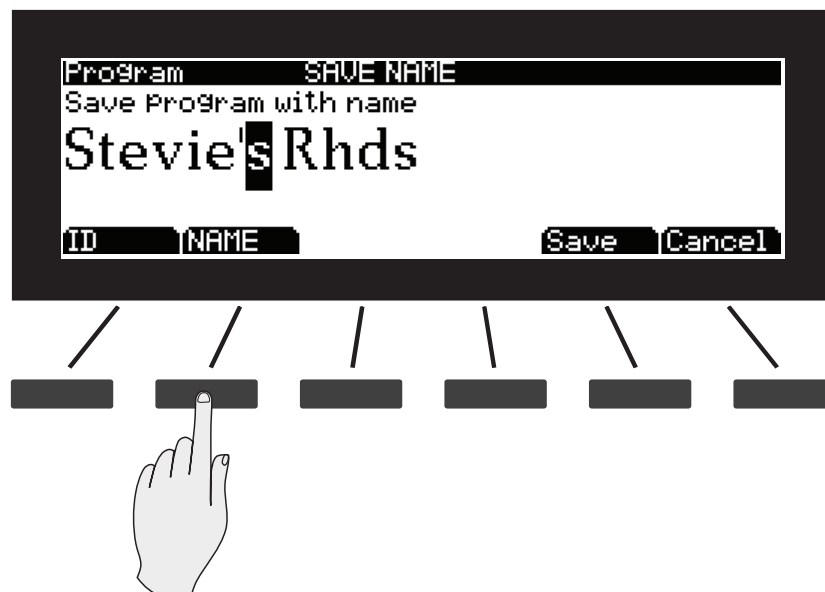 Program SAVE NAME
Save Program with name
Stevie's Rhds
ID NAME Save Cancel